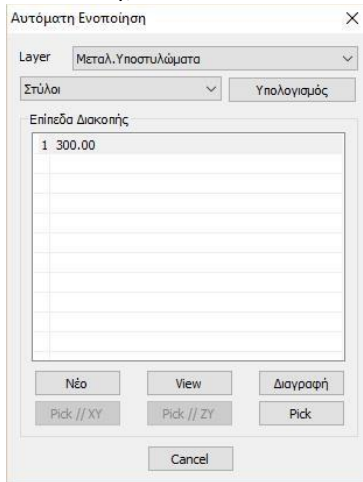 Αυτόματη Ενοποίηση
Layer Μεταλ.Υποστυλώματα
Στύλοι Υπολογισμός
Επίπεδα Διακοπής
1 300.00
Νέο View Διαγραφή
Pick // XY Pick // ZY Pick
Cancel